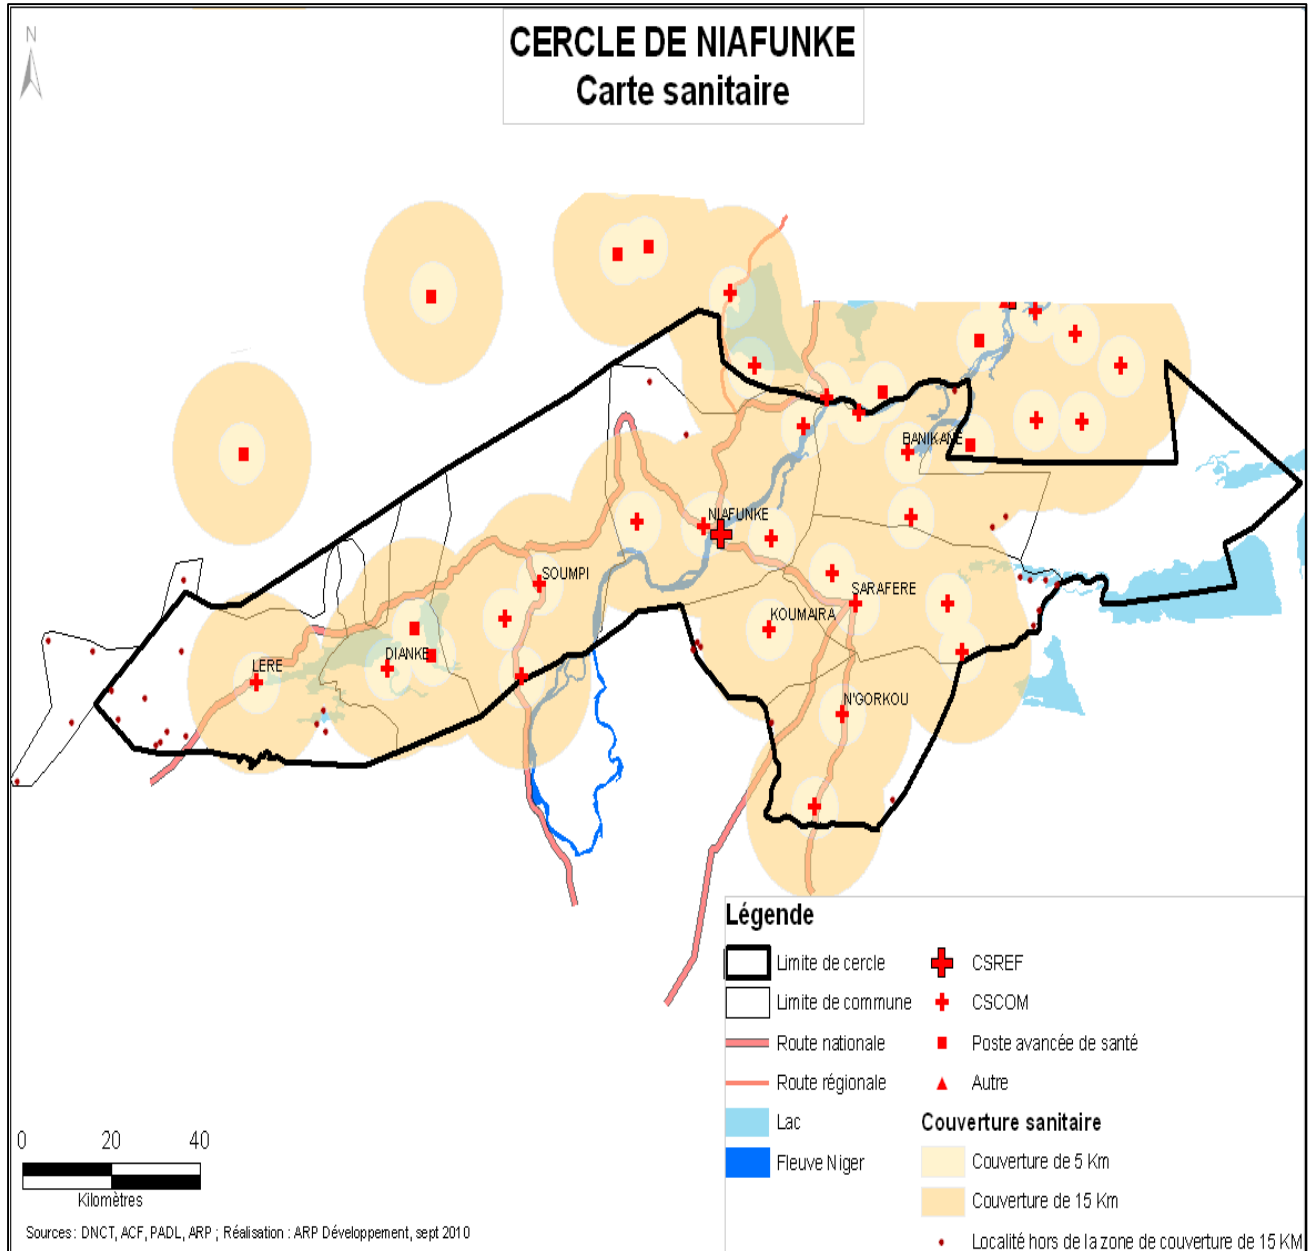 CERCLE DE NIAFUNKE
Carte sanitaire
N
BANIKANE
NIAFUNKE
SOUMPI
SARAFERE
KOUMAIRA
DIANKE
LERE
N'GORKOU
Légende
Limite de cercle
Limite de commune
Route nationale
Route régionale
Lac
Fleuve Niger
CSREF
CSCOM
Poste avancée de santé
Autre
Couverture sanitaire
Couverture de 5 Km
Couverture de 15 Km
Localité hors de la zone de couverture de 15 KM
0 20 40
Kilomètres
Sources : DNCT, ACF, PADL, ARP ; Réalisation : ARP Développement, sept 2010